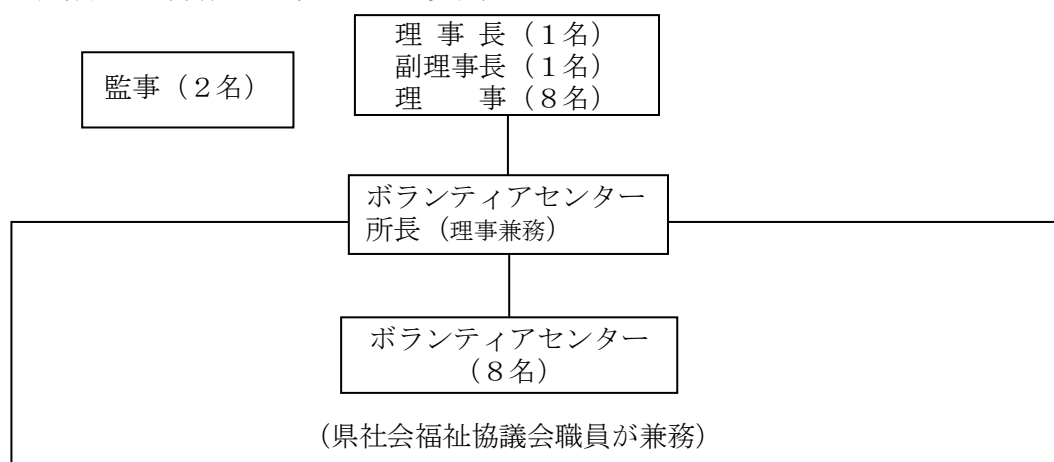 理 事 長（１名）
副理事長（１名）
理　　事（８名）
監事（２名）
ボランティアセンター
所長（理事兼務）
ボランティアセンター
（８名）
（県社会福祉協議会職員が兼務）